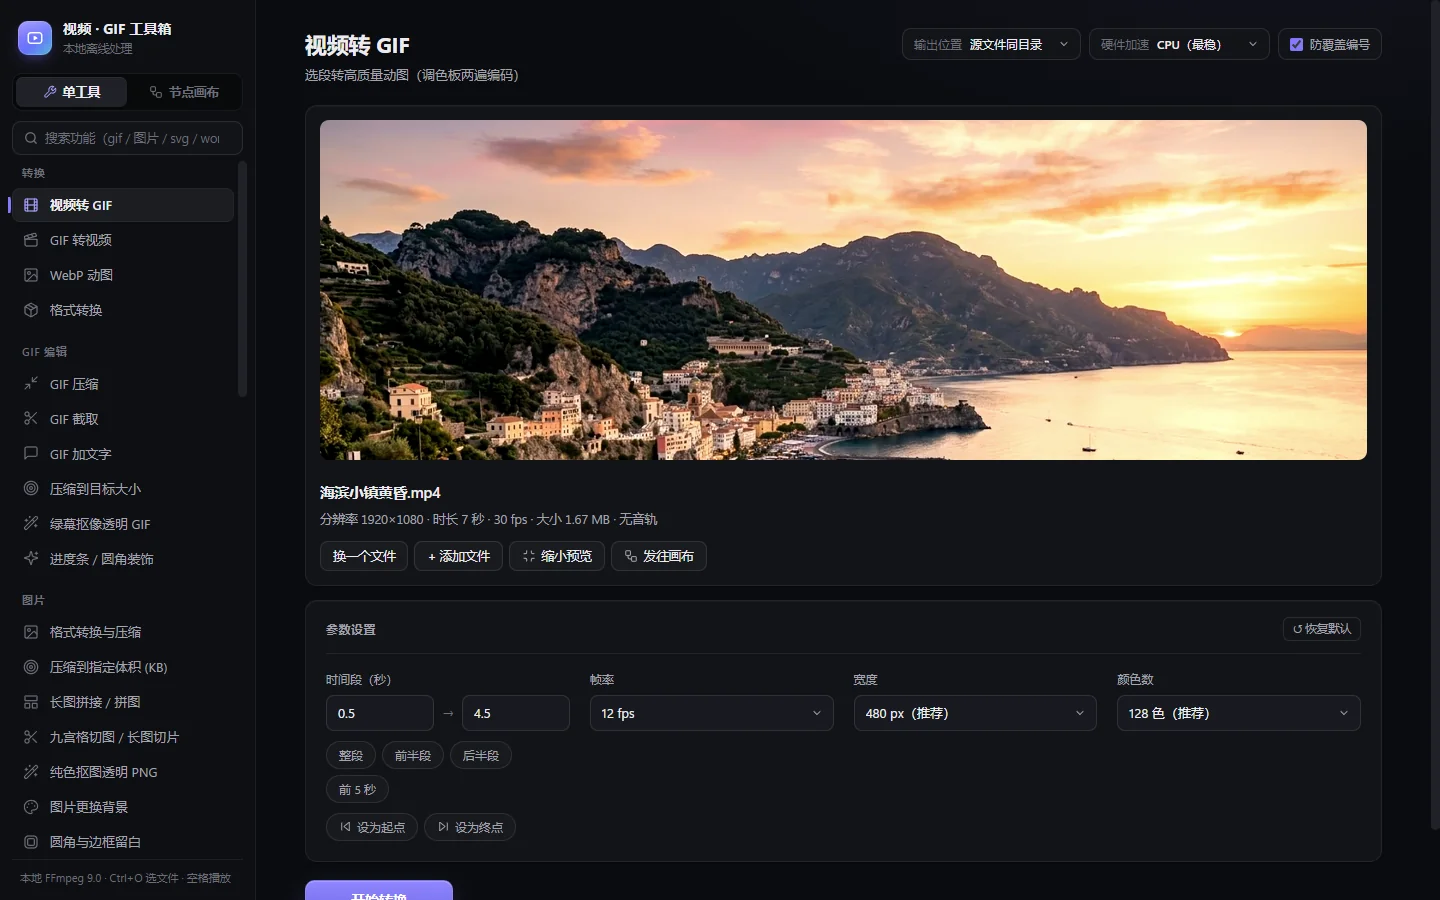 视频 · GIF 工具箱
本地离线处理
单工具
节点画布
搜索功能（gif / 图片 / svg / wor
转换
视频转 GIF
GIF 转视频
WebP 动图
格式转换
GIF 编辑
GIF 压缩
GIF 截取
GIF 加文字
压缩到目标大小
绿幕抠像透明 GIF
进度条 / 圆角装饰
图片
格式转换与压缩
压缩到指定体积 (KB)
长图拼接 / 拼图
九宫格切图 / 长图切片
纯色抠图透明 PNG
图片更换背景
圆角与边框留白
本地 FFmpeg 9.0 · Ctrl+O 选文件 · 空格播放
视频转 GIF
选段转高质量动图（调色板两遍编码）
输出位置 源文件同目录
硬件加速 CPU（最稳）
防覆盖编号
海滨小镇黄昏.mp4
分辨率 1920×1080 · 时长 7 秒 · 30 fps · 大小 1.67 MB · 无音轨
换一个文件
+ 添加文件
缩小预览
发往画布
参数设置
↺ 恢复默认
时间段（秒）
帧率
宽度
颜色数
0.5 → 4.5
12 fps
480 px（推荐）
128 色（推荐）
整段
前半段
后半段
前 5 秒
设为起点
设为终点
开始转换